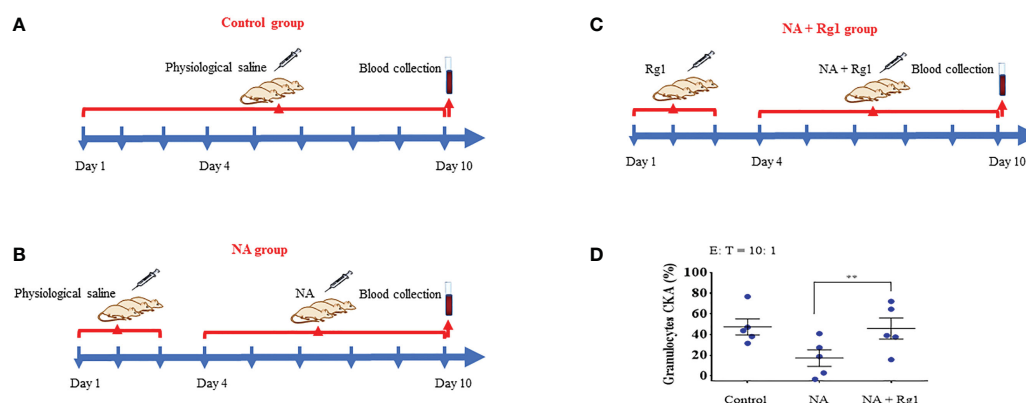 A
Control group
Physiological saline
Blood collection
Day 1
Day 4
Day 10
B
NA group
Physiological saline
NA
Blood collection
Day 1
Day 4
Day 10
C
NA + Rg1 group
Rg1
NA + Rg1
Blood collection
Day 1
Day 4
Day 10
D
E: T = 10: 1
Granulocytes CKA (%)
**
100
80
60
40
20
0
Control
NA
NA + Rg1